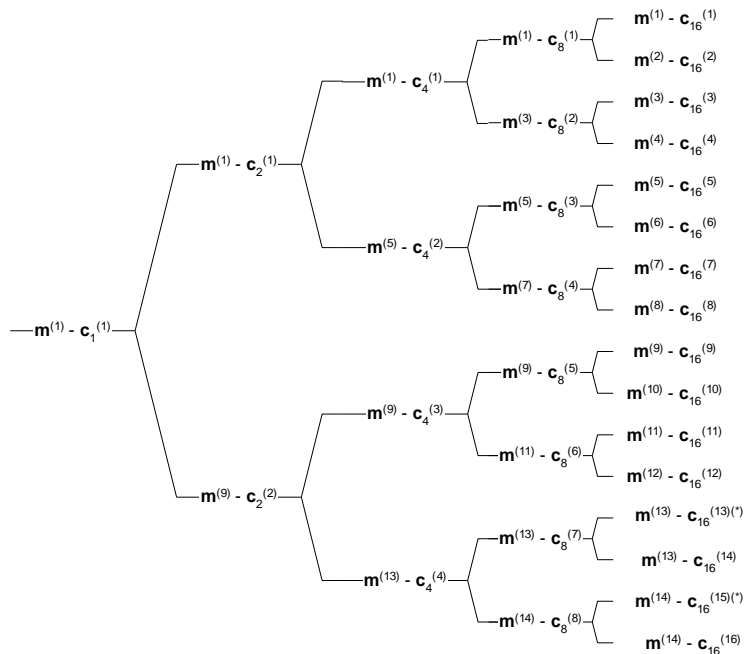 m(1) - c16(1)
m(1) - c8(1)
m(2) - c16(2)
m(1) - c4(1)
m(3) - c16(3)
m(3) - c8(2)
m(4) - c16(4)
m(1) - c2(1)
m(5) - c16(5)
m(5) - c8(3)
m(6) - c16(6)
m(5) - c4(2)
m(7) - c16(7)
m(7) - c8(4)
m(8) - c16(8)
m(1) - c1(1)
m(9) - c16(9)
m(9) - c8(5)
m(10) - c16(10)
m(9) - c4(3)
m(11) - c16(11)
m(11) - c8(6)
m(12) - c16(12)
m(9) - c2(2)
m(13) - c16(13)(*)
m(13) - c8(7)
m(13) - c16(14)
m(13) - c4(4)
m(14) - c16(15)(*)
m(14) - c8(8)
m(14) - c16(16)